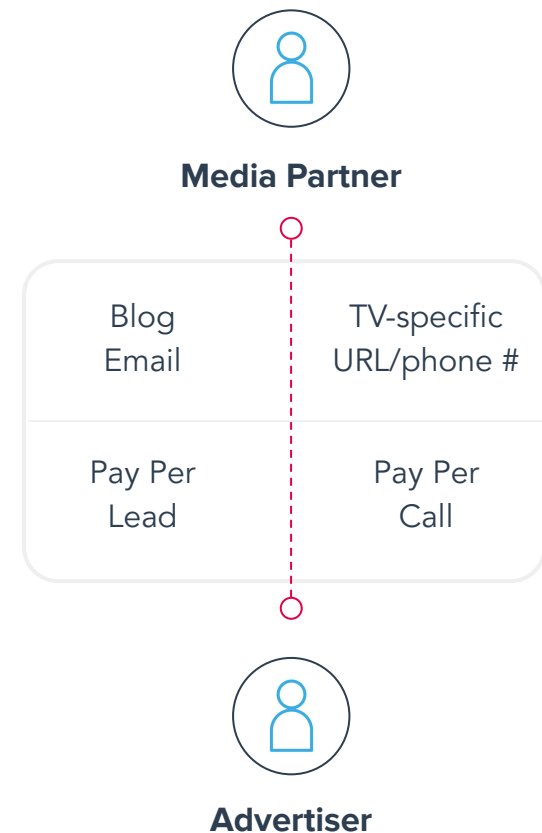 Media Partner
Blog
Email
TV-specific
URL/phone #
Pay Per
Lead
Pay Per
Call
Advertiser